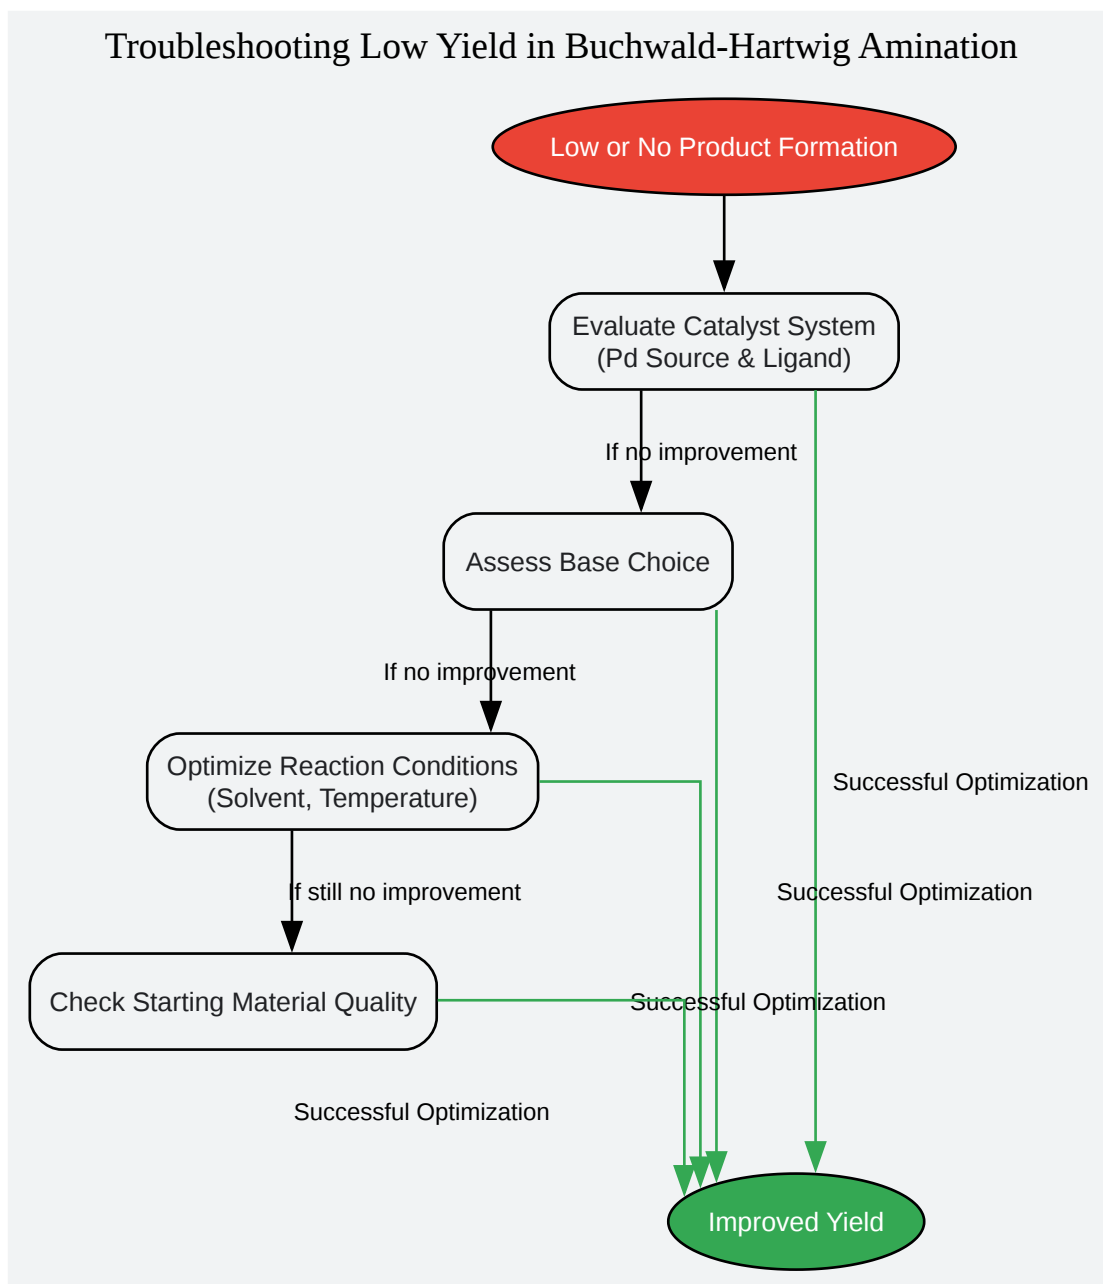 Troubleshooting Low Yield in Buchwald-Hartwig Amination
Low or No Product Formation
Evaluate Catalyst System
(Pd Source & Ligand)
If no improvement
Assess Base Choice
If no improvement
Optimize Reaction Conditions
(Solvent, Temperature)
Successful Optimization
If still no improvement
Successful Optimization
Check Starting Material Quality
Successful Optimization
Successful Optimization
Improved Yield